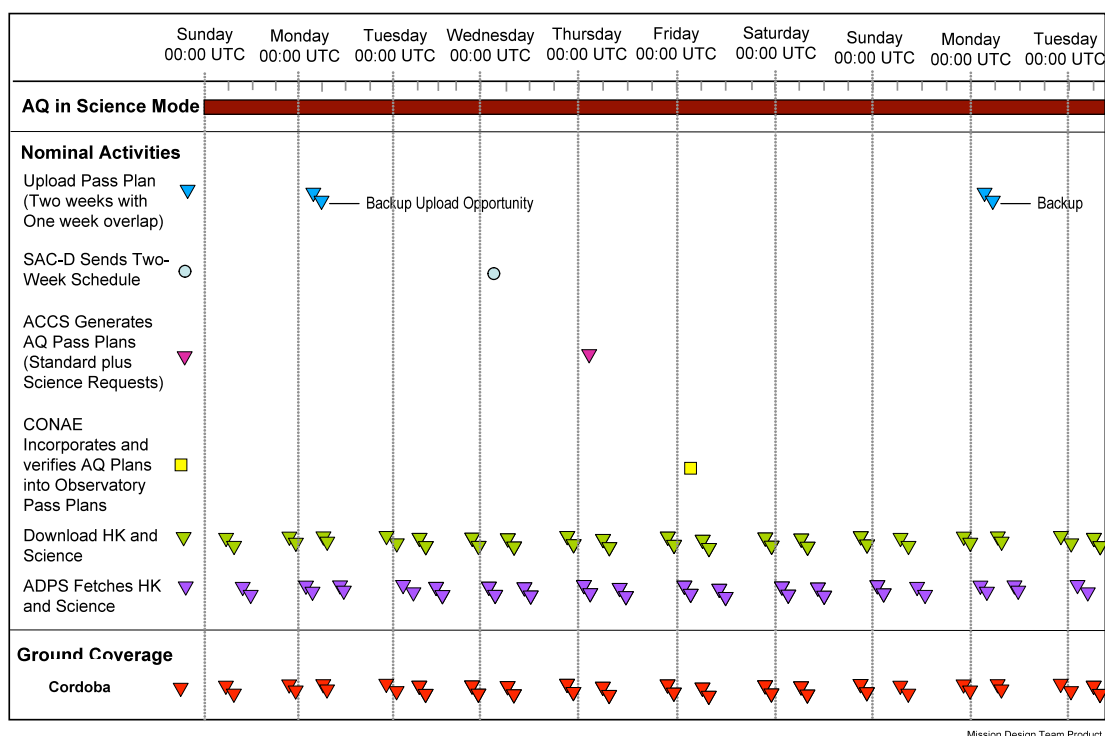 Sunday Monday Tuesday Wednesday Thursday Friday Saturday Sunday Monday Tuesday
00:00 UTC 00:00 UTC 00:00 UTC 00:00 UTC 00:00 UTC 00:00 UTC 00:00 UTC 00:00 UTC 00:00 UTC 00:00 UTC
AQ in Science Mode
Nominal Activities
Upload Pass Plan
(Two weeks with
One week overlap)
Backup Upload Opportunity
Backup
SAC-D Sends Two-
Week Schedule
ACCS Generates
AQ Pass Plans
(Standard plus
Science Requests)
CONAE
Incorporates and
verifies AQ Plans
into Observatory
Pass Plans
Download HK and
Science
ADPS Fetches HK
and Science
Ground Coverage
Cordoba
Mission Design Team Product